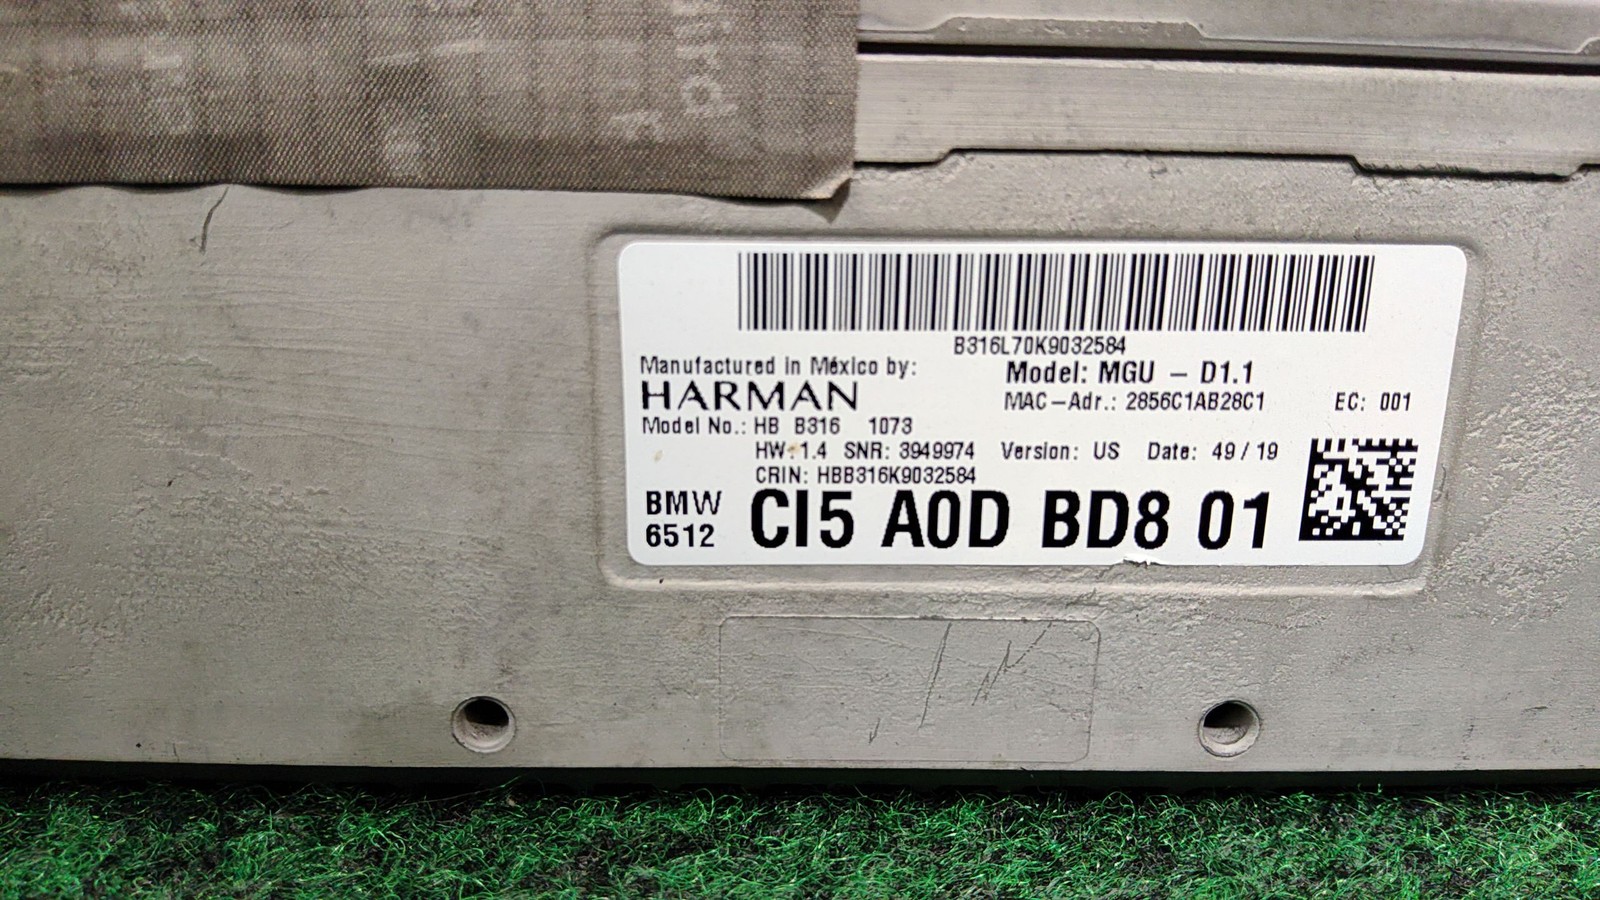 B316L70K9032584
Manufactured in México by:
HARMAN
Model: MGU – D1.1
MAC–Adr.: 2856C1AB28C1 EC: 001
Model No.: HB B316 1073
HW:1.4 SNR: 3949974 Version: US Date: 49 / 19
CRIN: HBB316K9032584
BMW 6512 CI5 A0D BD8 01